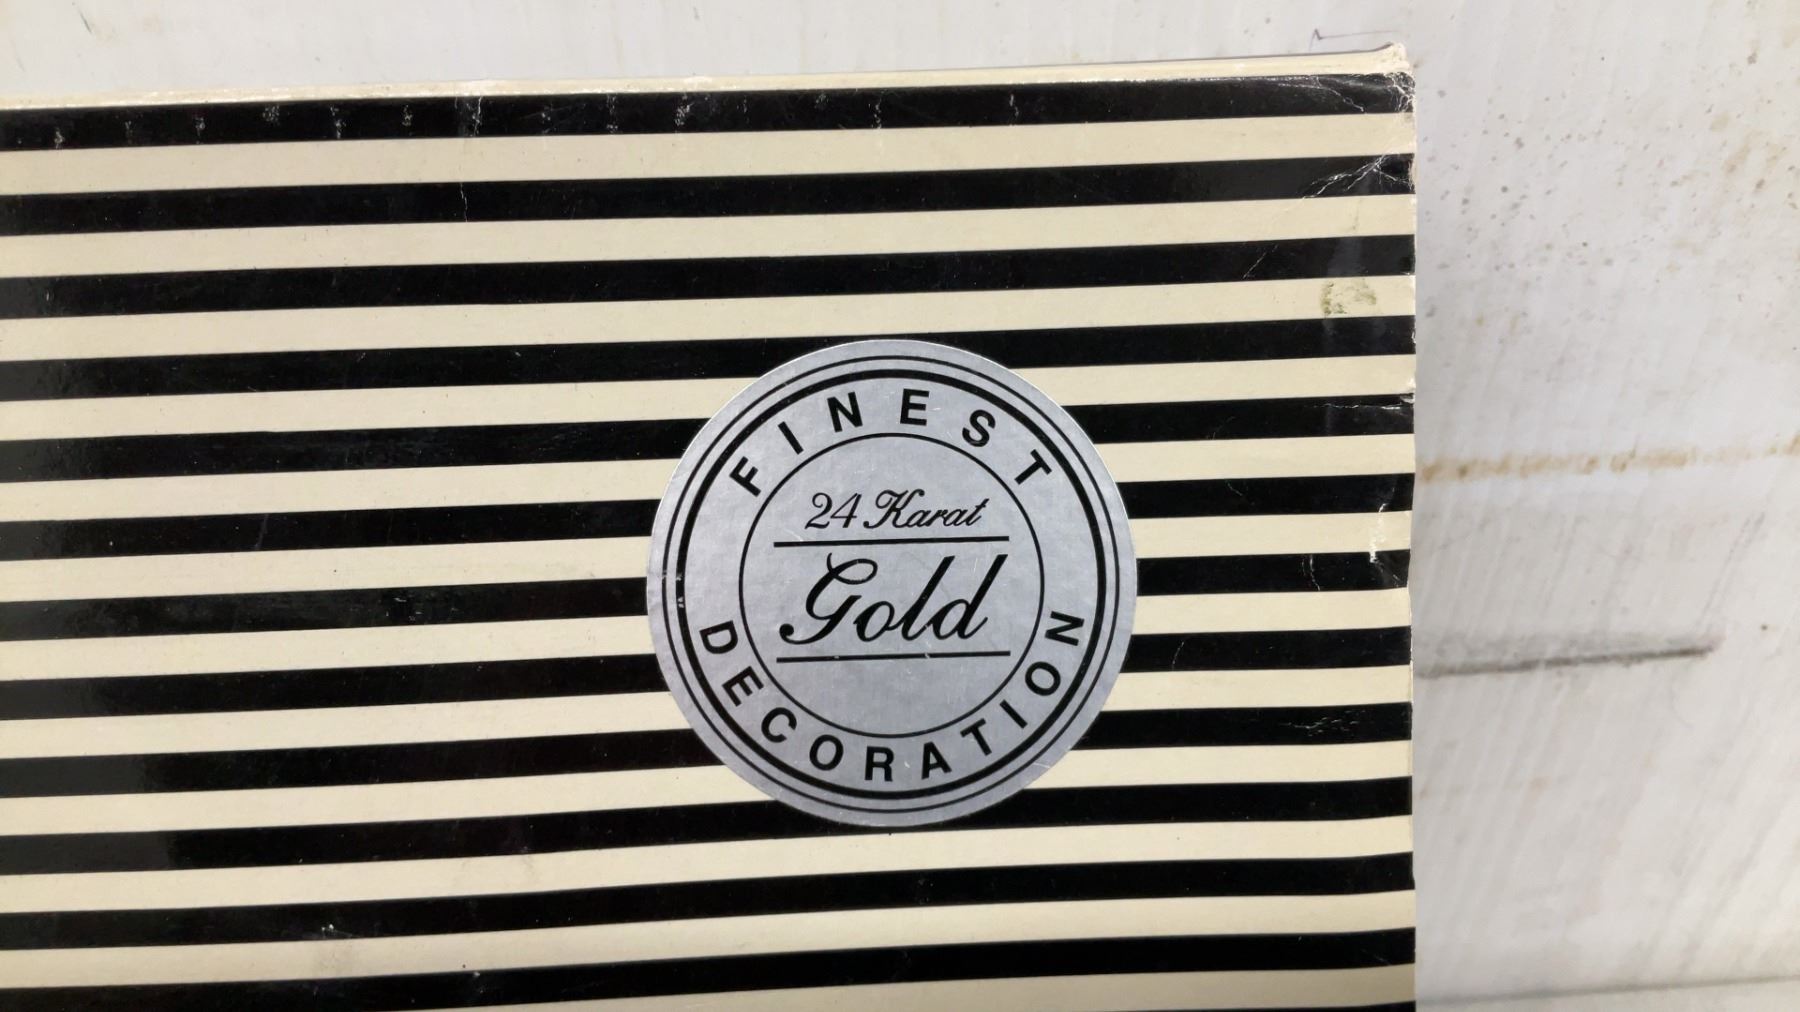 FINEST
24 Karat
Gold
DECORATION